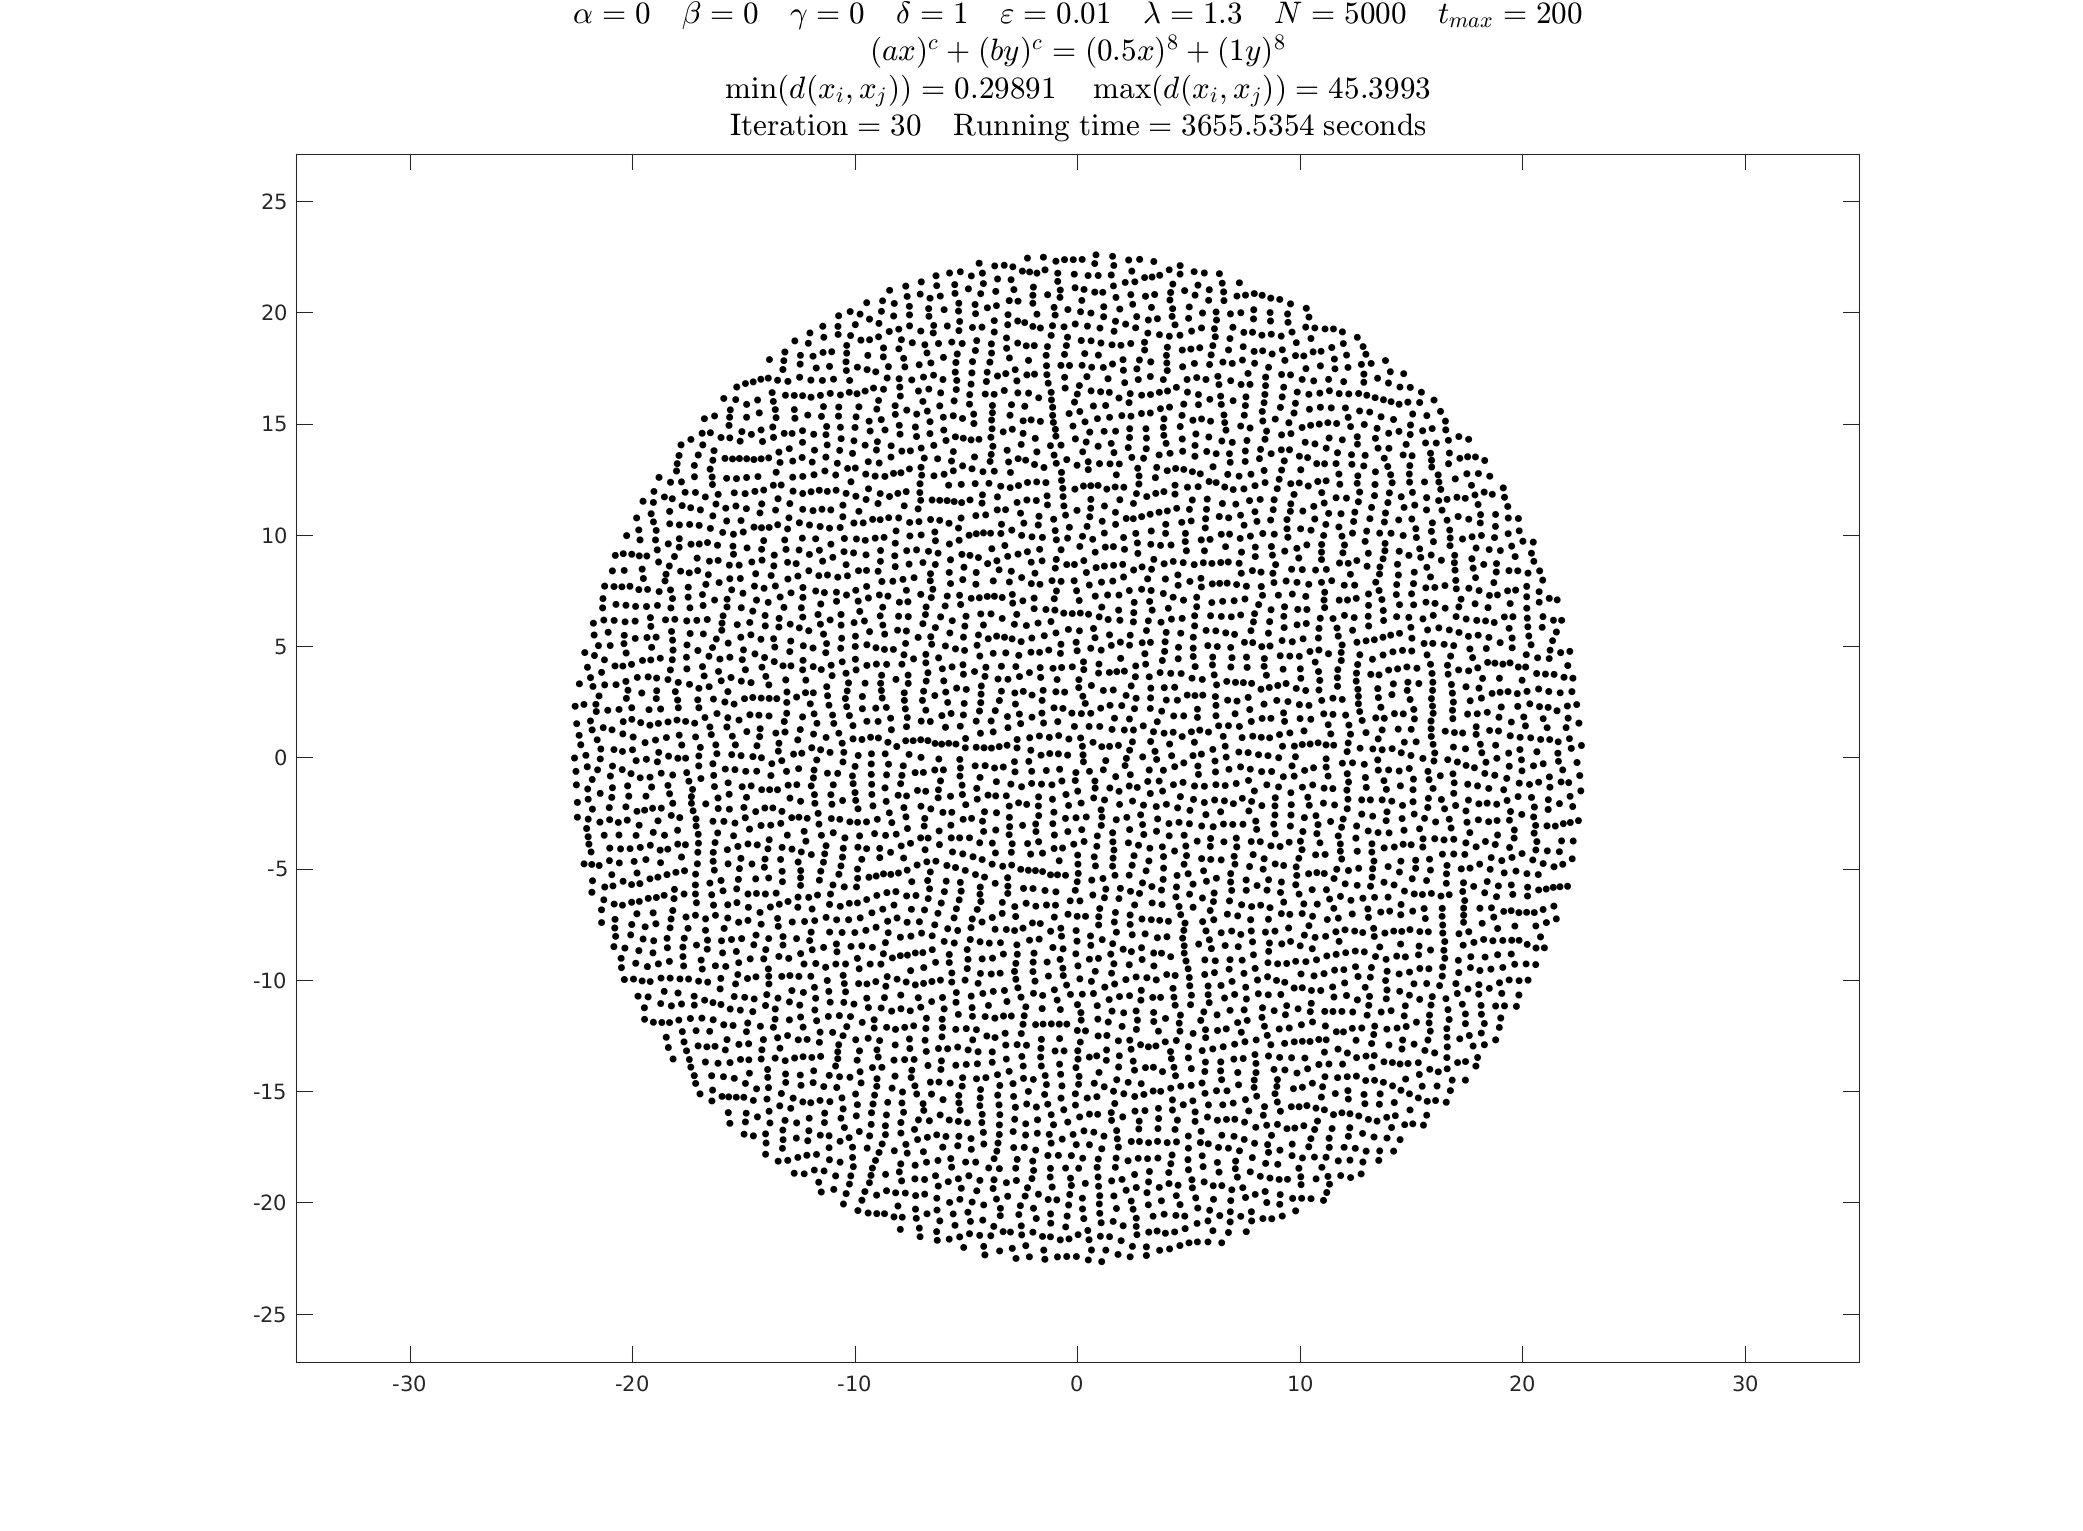 α = 0 β = 0 γ = 0 δ = 1 ε = 0.01 λ = 1.3 N = 5000 t_{max} = 200
(ax)^c + (by)^c = (0.5x)^8 + (1y)^8
min(d(x_i, x_j)) = 0.29891 max(d(x_i, x_j)) = 45.3993
Iteration = 30 Running time = 3655.5354 seconds
25
20
15
10
5
0
-5
-10
-15
-20
-25
-30 -20 -10 0 10 20 30